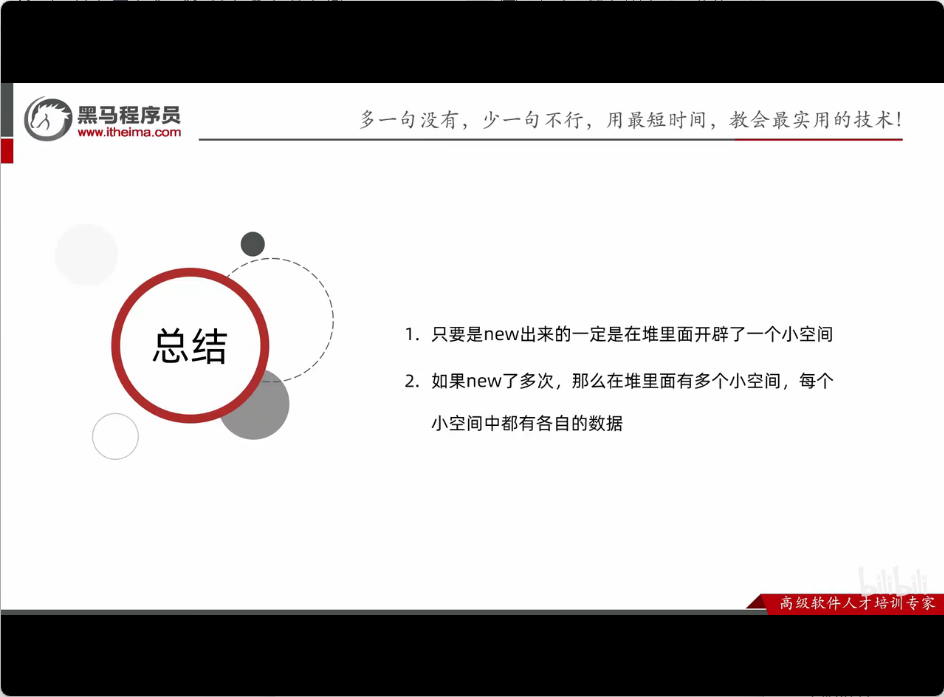 黑马程序员
www.itheima.com
多一句没有，少一句不行，用最短时间，教会最实用的技术！
总结
1. 只要是new出来的一定是在堆里面开辟了一个小空间
2. 如果new了多次，那么在堆里面有多个小空间，每个
小空间中都有各自的数据
bilibili
高级软件人才培训专家